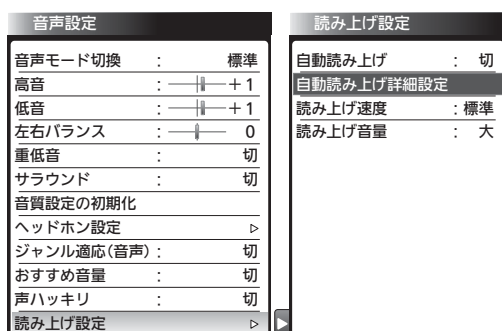 音声設定
音声モード切換 : 標準
高音 : +1
低音 : +1
左右バランス : 0
重低音 : 切
サラウンド : 切
音質設定の初期化
ヘッドホン設定 ▷
ジャンル適応(音声) : 切
おすすめ音量 : 切
声ハッキリ : 切
読み上げ設定 ▷
読み上げ設定
自動読み上げ : 切
自動読み上げ詳細設定
読み上げ速度 : 標準
読み上げ音量 : 大